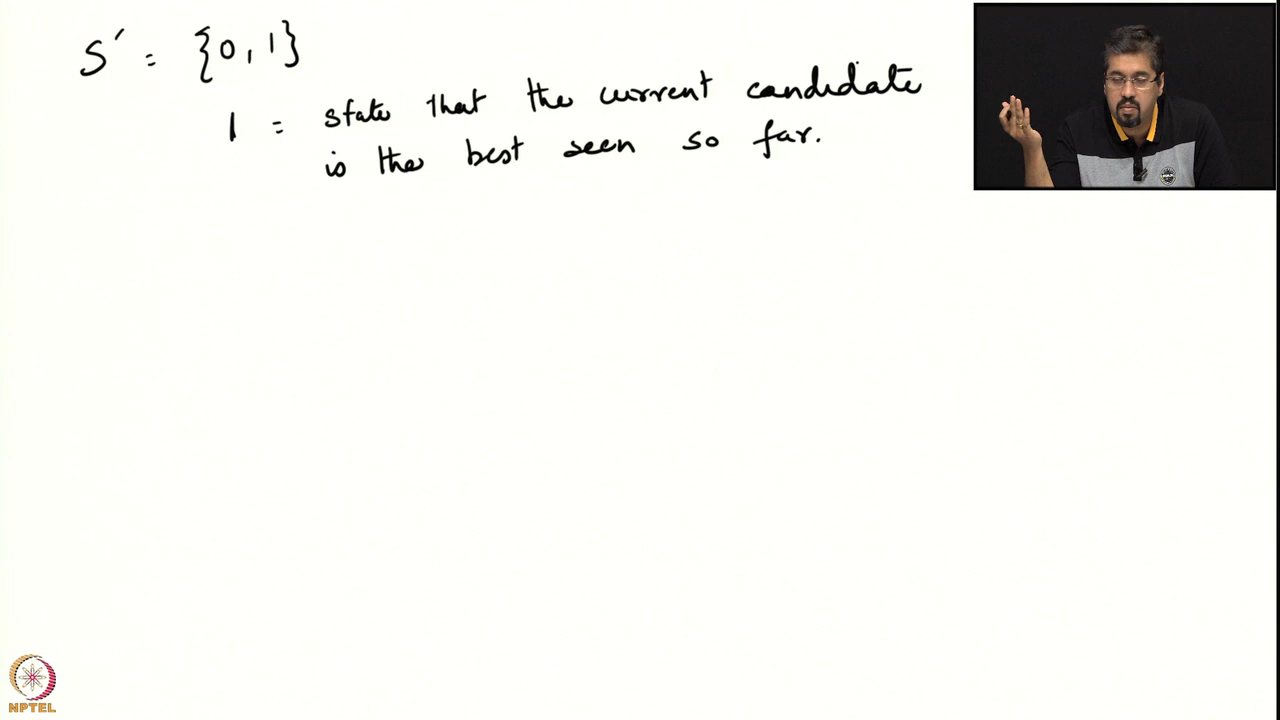 S′ = {0, 1}
1 = state that the current candidate
is the best seen so far.
NPTEL